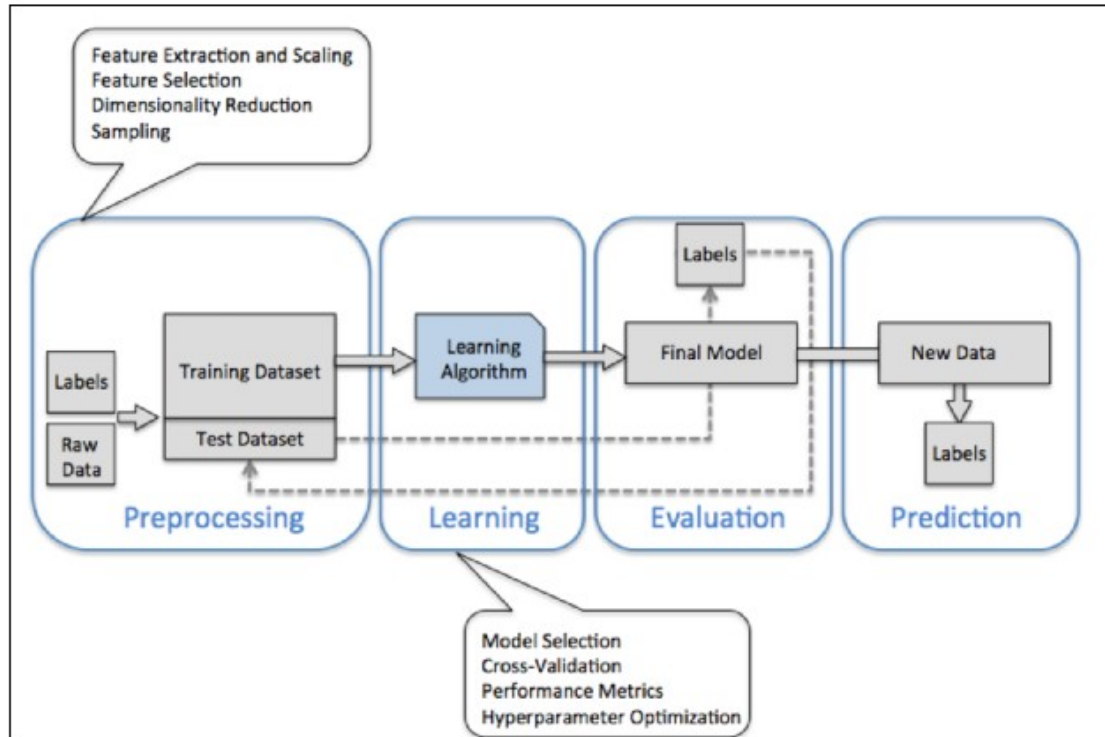 Feature Extraction and Scaling
Feature Selection
Dimensionality Reduction
Sampling
Labels
Raw
Data
Training Dataset
Test Dataset
Preprocessing
Learning
Algorithm
Learning
Labels
Final Model
Evaluation
New Data
Labels
Prediction
Model Selection
Cross-Validation
Performance Metrics
Hyperparameter Optimization